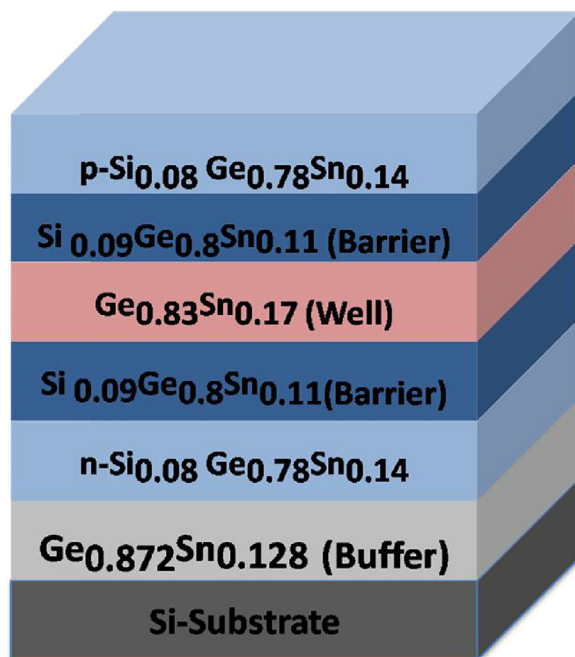 p-Si0.08 Ge0.78Sn0.14
Si 0.09Ge0.8Sn0.11 (Barrier)
Ge0.83Sn0.17 (Well)
Si 0.09Ge0.8Sn0.11(Barrier)
n-Si0.08 Ge0.78Sn0.14
Ge0.872Sn0.128 (Buffer)
Si-Substrate